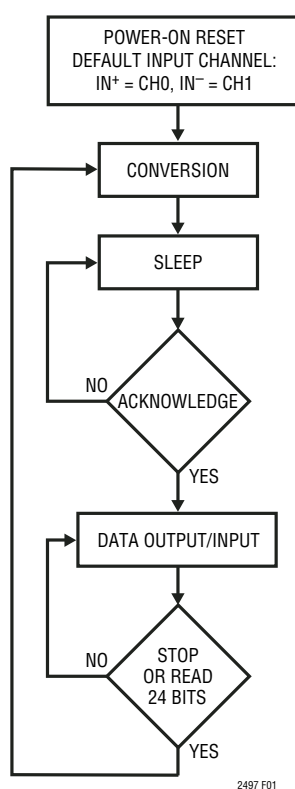 POWER-ON RESET
DEFAULT INPUT CHANNEL:
IN⁺ = CH0, IN⁻ = CH1
CONVERSION
SLEEP
NO
ACKNOWLEDGE
YES
DATA OUTPUT/INPUT
NO
STOP
OR READ
24 BITS
YES
2497 F01